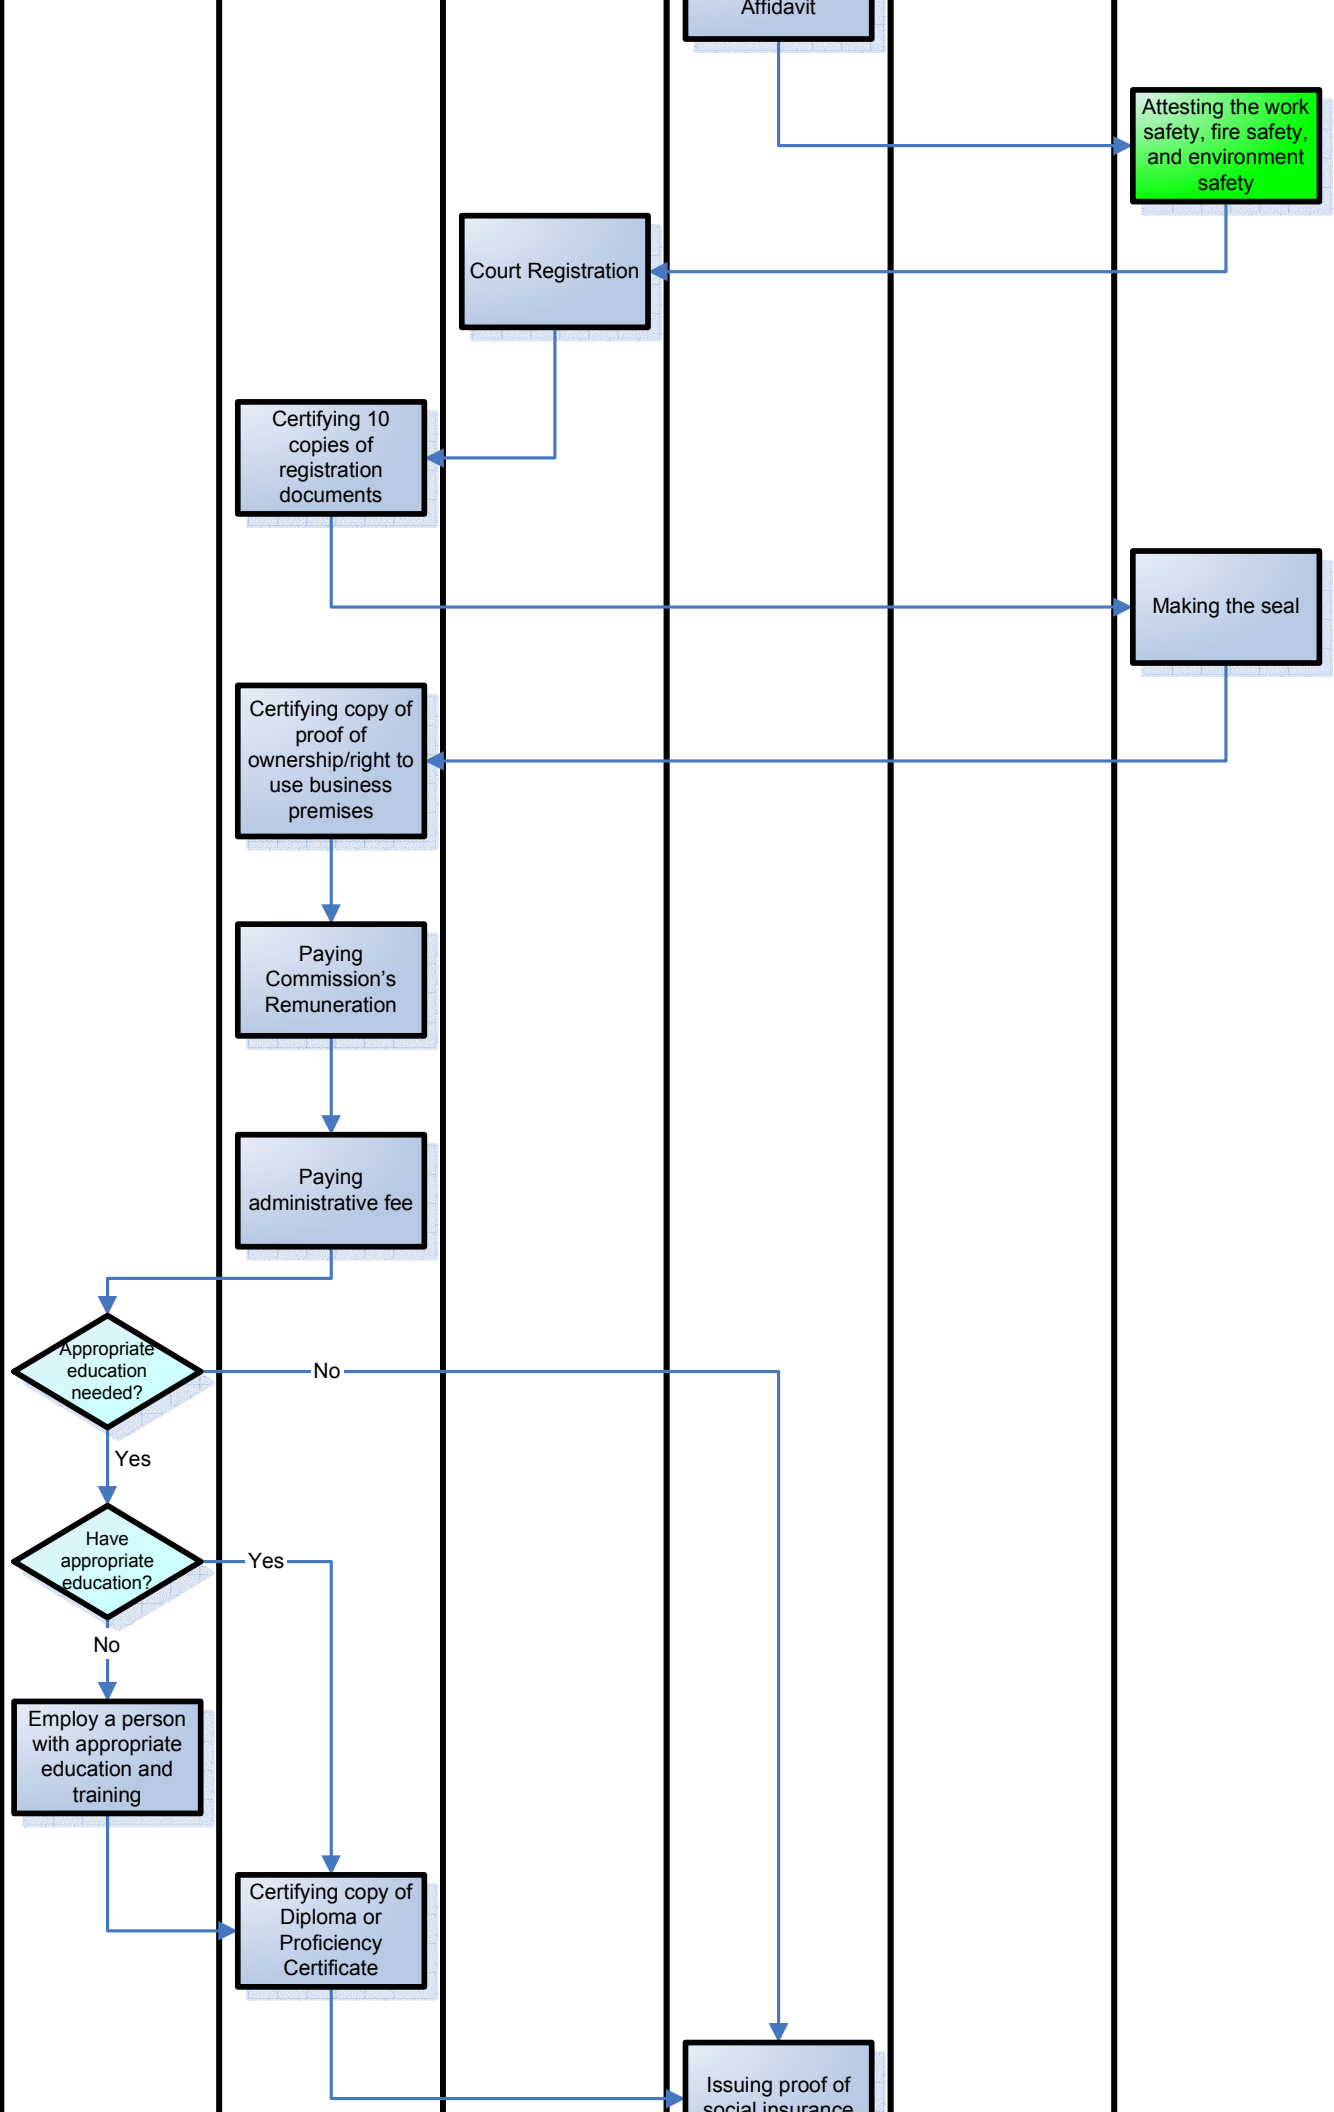 Affidavit
Attesting the work
safety, fire safety,
and environment
safety
Court Registration
Certifying 10
copies of
registration
documents
Making the seal
Certifying copy of
proof of
ownership/right to
use business
premises
Paying
Commission's
Remuneration
Paying
administrative fee
Appropriate
education
needed?
No
Yes
Have
appropriate
education?
Yes
No
Employ a person
with appropriate
education and
training
Certifying copy of
Diploma or
Proficiency
Certificate
Issuing proof of
social insurance